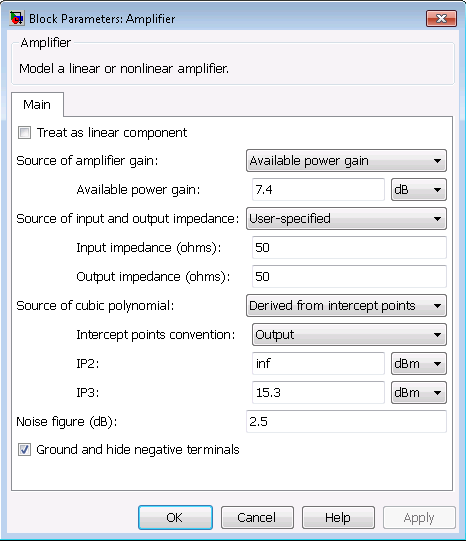 Block Parameters: Amplifier
Amplifier
Model a linear or nonlinear amplifier.
Main
Treat as linear component
Source of amplifier gain: Available power gain
Available power gain: 7.4 dB
Source of input and output impedance: User-specified
Input impedance (ohms): 50
Output impedance (ohms): 50
Source of cubic polynomial: Derived from intercept points
Intercept points convention: Output
IP2: inf dBm
IP3: 15.3 dBm
Noise figure (dB): 2.5
Ground and hide negative terminals
OK Cancel Help Apply